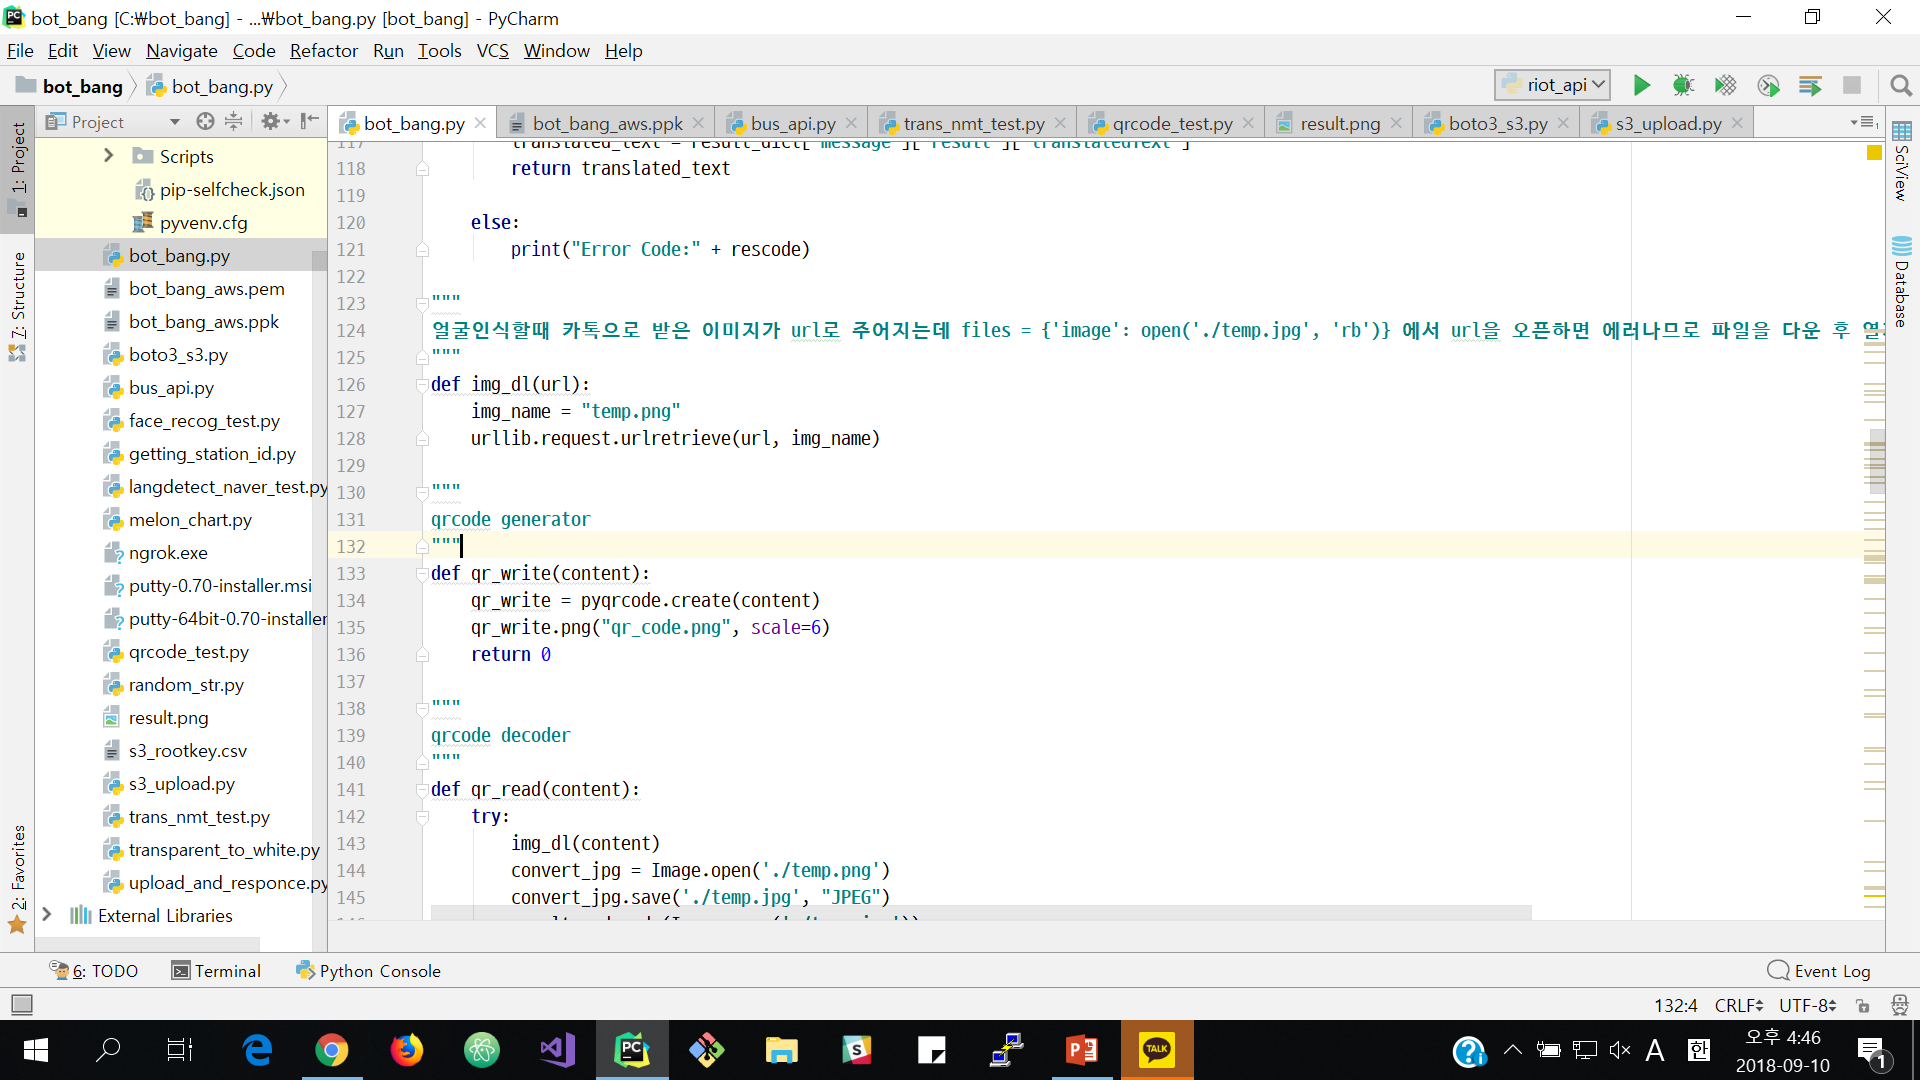 bot_bang [C:₩bot_bang] - ...₩bot_bang.py [bot_bang] - PyCharm
File Edit View Navigate Code Refactor Run Tools VCS Window Help
bot_bang bot_bang.py riot_api
1: Project
7: Structure
2: Favorites
Project
Scripts
pip-selfcheck.json
pyvenv.cfg
bot_bang.py
bot_bang_aws.pem
bot_bang_aws.ppk
boto3_s3.py
bus_api.py
face_recog_test.py
getting_station_id.py
langdetect_naver_test.py
melon_chart.py
ngrok.exe
putty-0.70-installer.msi
putty-64bit-0.70-installer
qrcode_test.py
random_str.py
result.png
s3_rootkey.csv
s3_upload.py
trans_nmt_test.py
transparent_to_white.py
upload_and_responce.py
External Libraries
bot_bang.py bot_bang_aws.ppk bus_api.py trans_nmt_test.py qrcode_test.py result.png boto3_s3.py s3_upload.py
117 translated_text = result_dict['message']['result']['translatedText']
118 return translated_text
119
120 else:
121 print("Error Code:" + rescode)
122
123 """
124 얼굴인식할때 카톡으로 받은 이미지가 url로 주어지는데 files = {'image': open('./temp.jpg', 'rb')} 에서 url을 오픈하면 에러나므로 파일을 다운 후
125 """
126 def img_dl(url):
127 img_name = "temp.png"
128 urllib.request.urlretrieve(url, img_name)
129
130 """
131 qrcode generator
132 """
133 def qr_write(content):
134 qr_write = pyqrcode.create(content)
135 qr_write.png("qr_code.png", scale=6)
136 return 0
137
138 """
139 qrcode decoder
140 """
141 def qr_read(content):
142 try:
143 img_dl(content)
144 convert_jpg = Image.open('./temp.png')
145 convert_jpg.save('./temp.jpg', "JPEG")
SciView
Database
6: TODO Terminal Python Console Event Log
132:4 CRLF UTF-8
TALK A 한 오후 4:46
2018-09-10
1